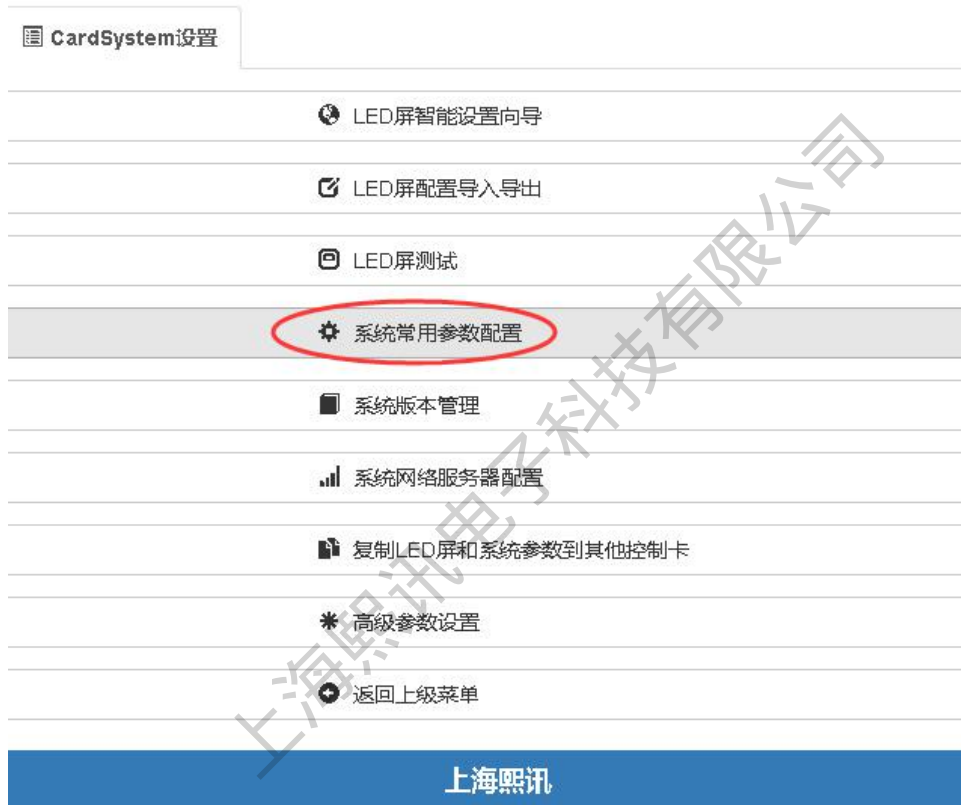 CardSystem设置
LED屏智能设置向导
LED屏配置导入导出
LED屏测试
系统常用参数配置
系统版本管理
系统网络服务器配置
复制LED屏和系统参数到其他控制卡
高级参数设置
返回上级菜单
上海熙讯
上海熙讯电子科技有限公司